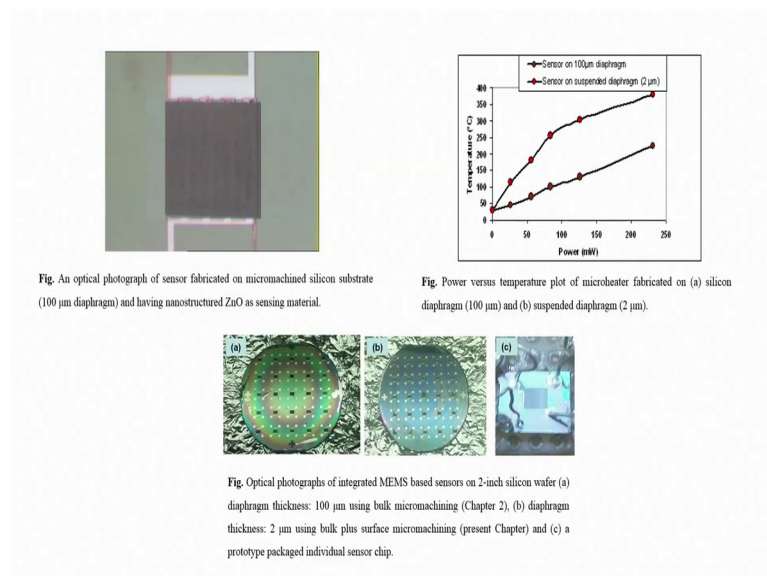 Sensor on 100μm diaphragm
Sensor on suspended diaphragm (2 μm)
Temperature (°C)
400
350
300
250
200
150
100
50
0
0 50 100 150 200 250
Power (mW)
Fig. An optical photograph of sensor fabricated on micromachined silicon substrate
(100 μm diaphragm) and having nanostructured ZnO as sensing material.
Fig. Power versus temperature plot of microheater fabricated on (a) silicon
diaphragm (100 μm) and (b) suspended diaphragm (2 μm).
(a)
(b)
(c)
Fig. Optical photographs of integrated MEMS based sensors on 2-inch silicon wafer (a)
diaphragm thickness: 100 μm using bulk micromachining (Chapter 2), (b) diaphragm
thickness: 2 μm using bulk plus surface micromachining (present Chapter) and (c) a
prototype packaged individual sensor chip.